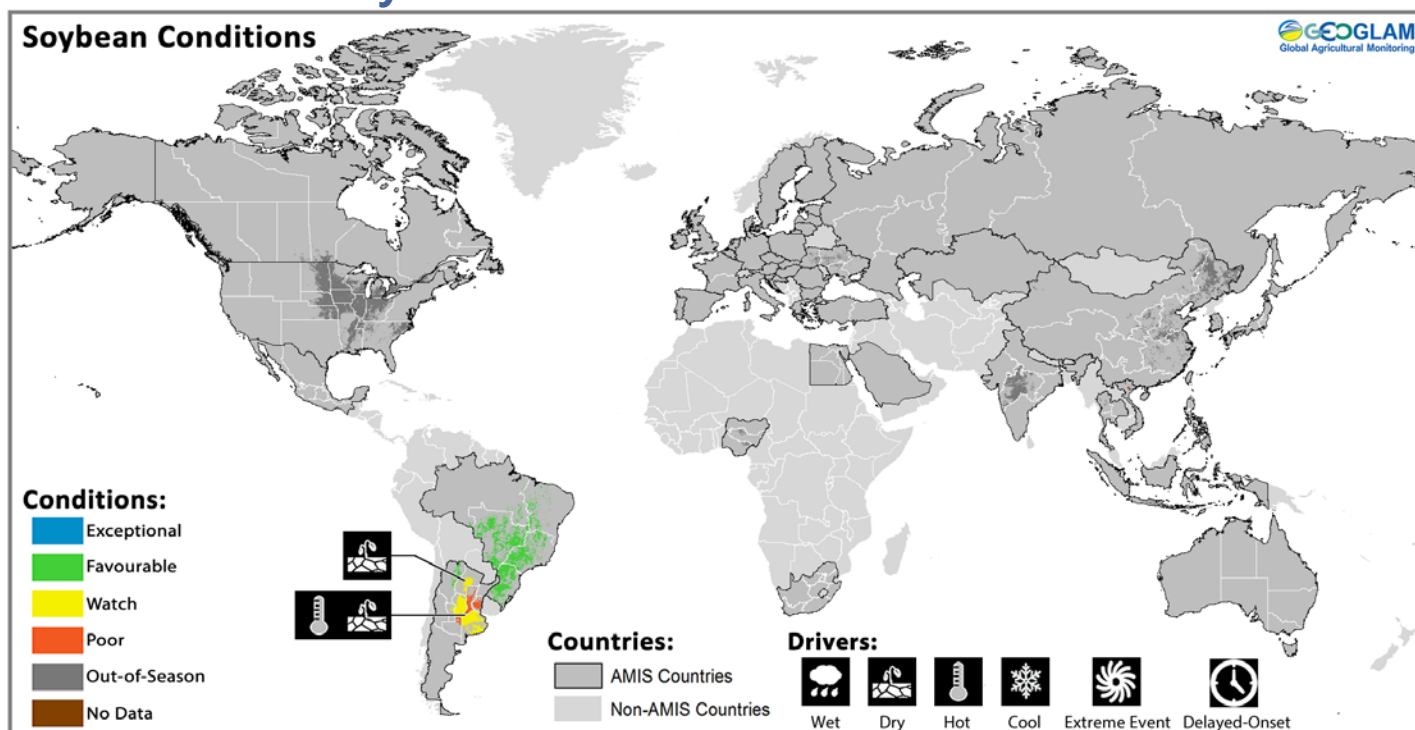 Soybean Conditions
GEOGLAM
Global Agricultural Monitoring
Conditions:
Exceptional
Favourable
Watch
Poor
Out-of-Season
No Data
Countries:
AMIS Countries
Non-AMIS Countries
Drivers:
Wet
Dry
Hot
Cool
Extreme Event
Delayed-Onset